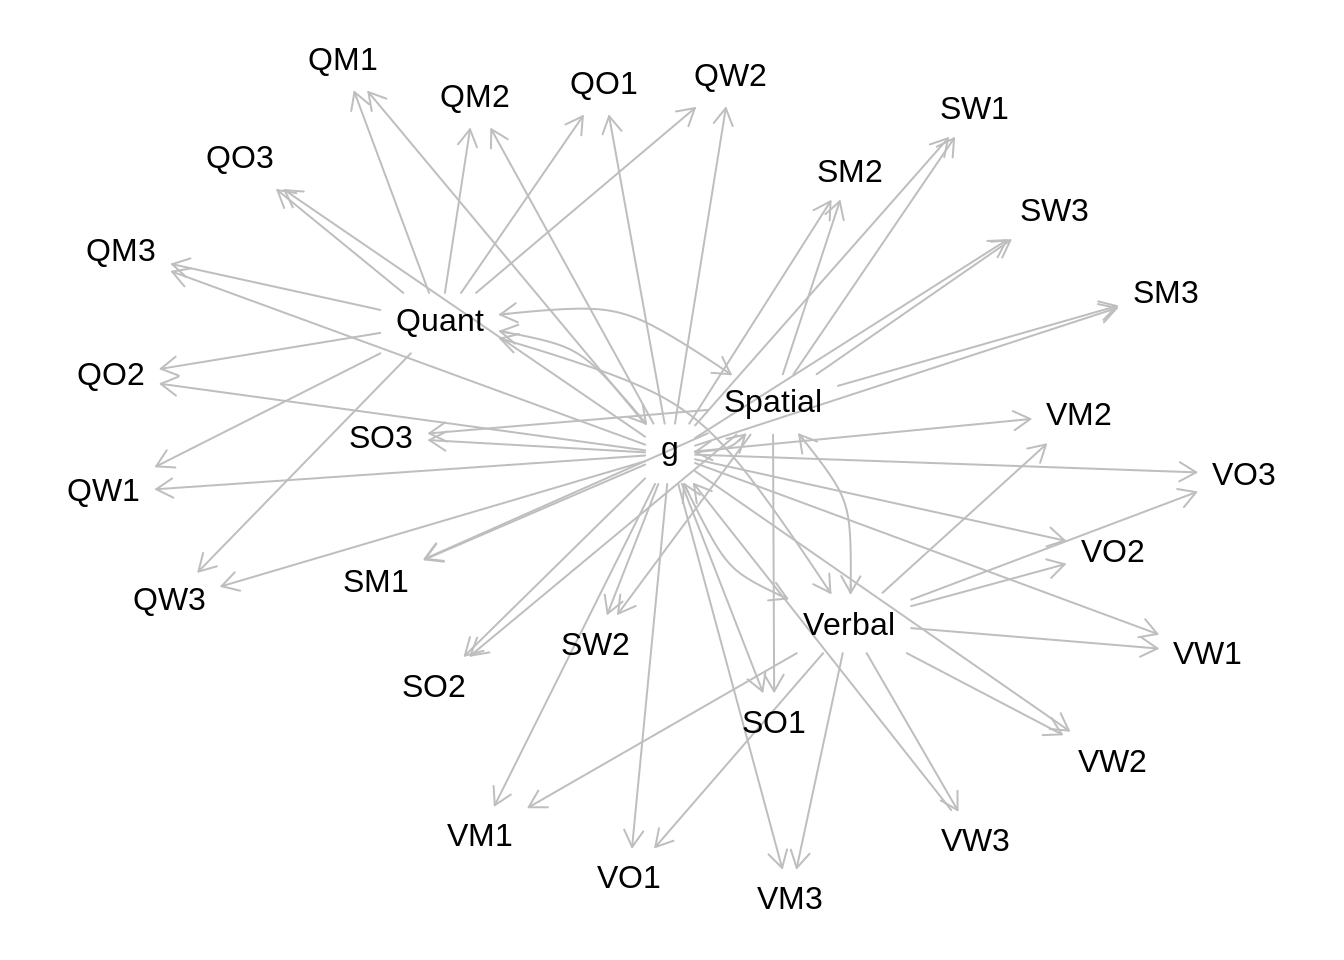 QM1
QW2
QO1
QM2
SW1
QO3
SM2
SW3
QM3
SM3
Quant
QO2
Spatial
VM2
SO3
g
VO3
QW1
VO2
SM1
QW3
Verbal
SW2
VW1
SO2
SO1
VW2
VM1
VW3
VO1
VM3